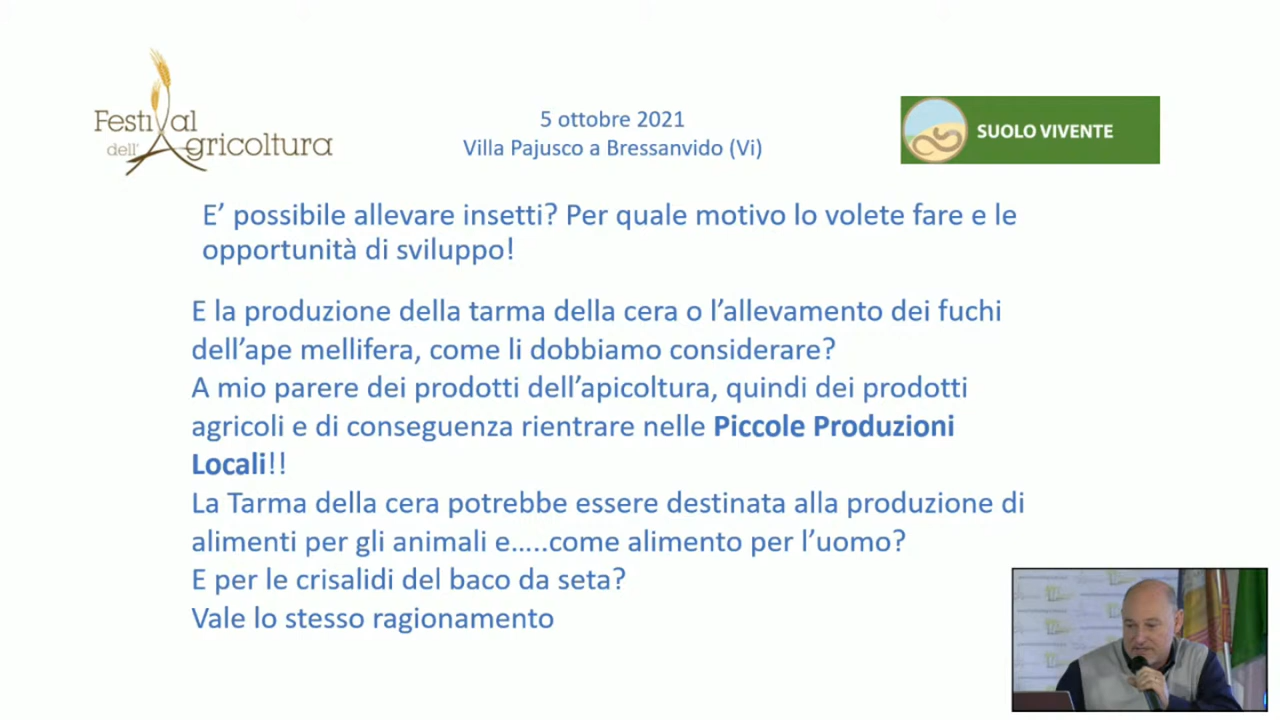 Festival
dell'Agricoltura
5 ottobre 2021
Villa Pajusco a Bressanvido (Vi)
SUOLO VIVENTE
E' possibile allevare insetti? Per quale motivo lo volete fare e le
opportunità di sviluppo!
E la produzione della tarma della cera o l'allevamento dei fuchi
dell'ape mellifera, come li dobbiamo considerare?
A mio parere dei prodotti dell'apicoltura, quindi dei prodotti
agricoli e di conseguenza rientrare nelle Piccole Produzioni
Locali!!
La Tarma della cera potrebbe essere destinata alla produzione di
alimenti per gli animali e…..come alimento per l'uomo?
E per le crisalidi del baco da seta?
Vale lo stesso ragionamento